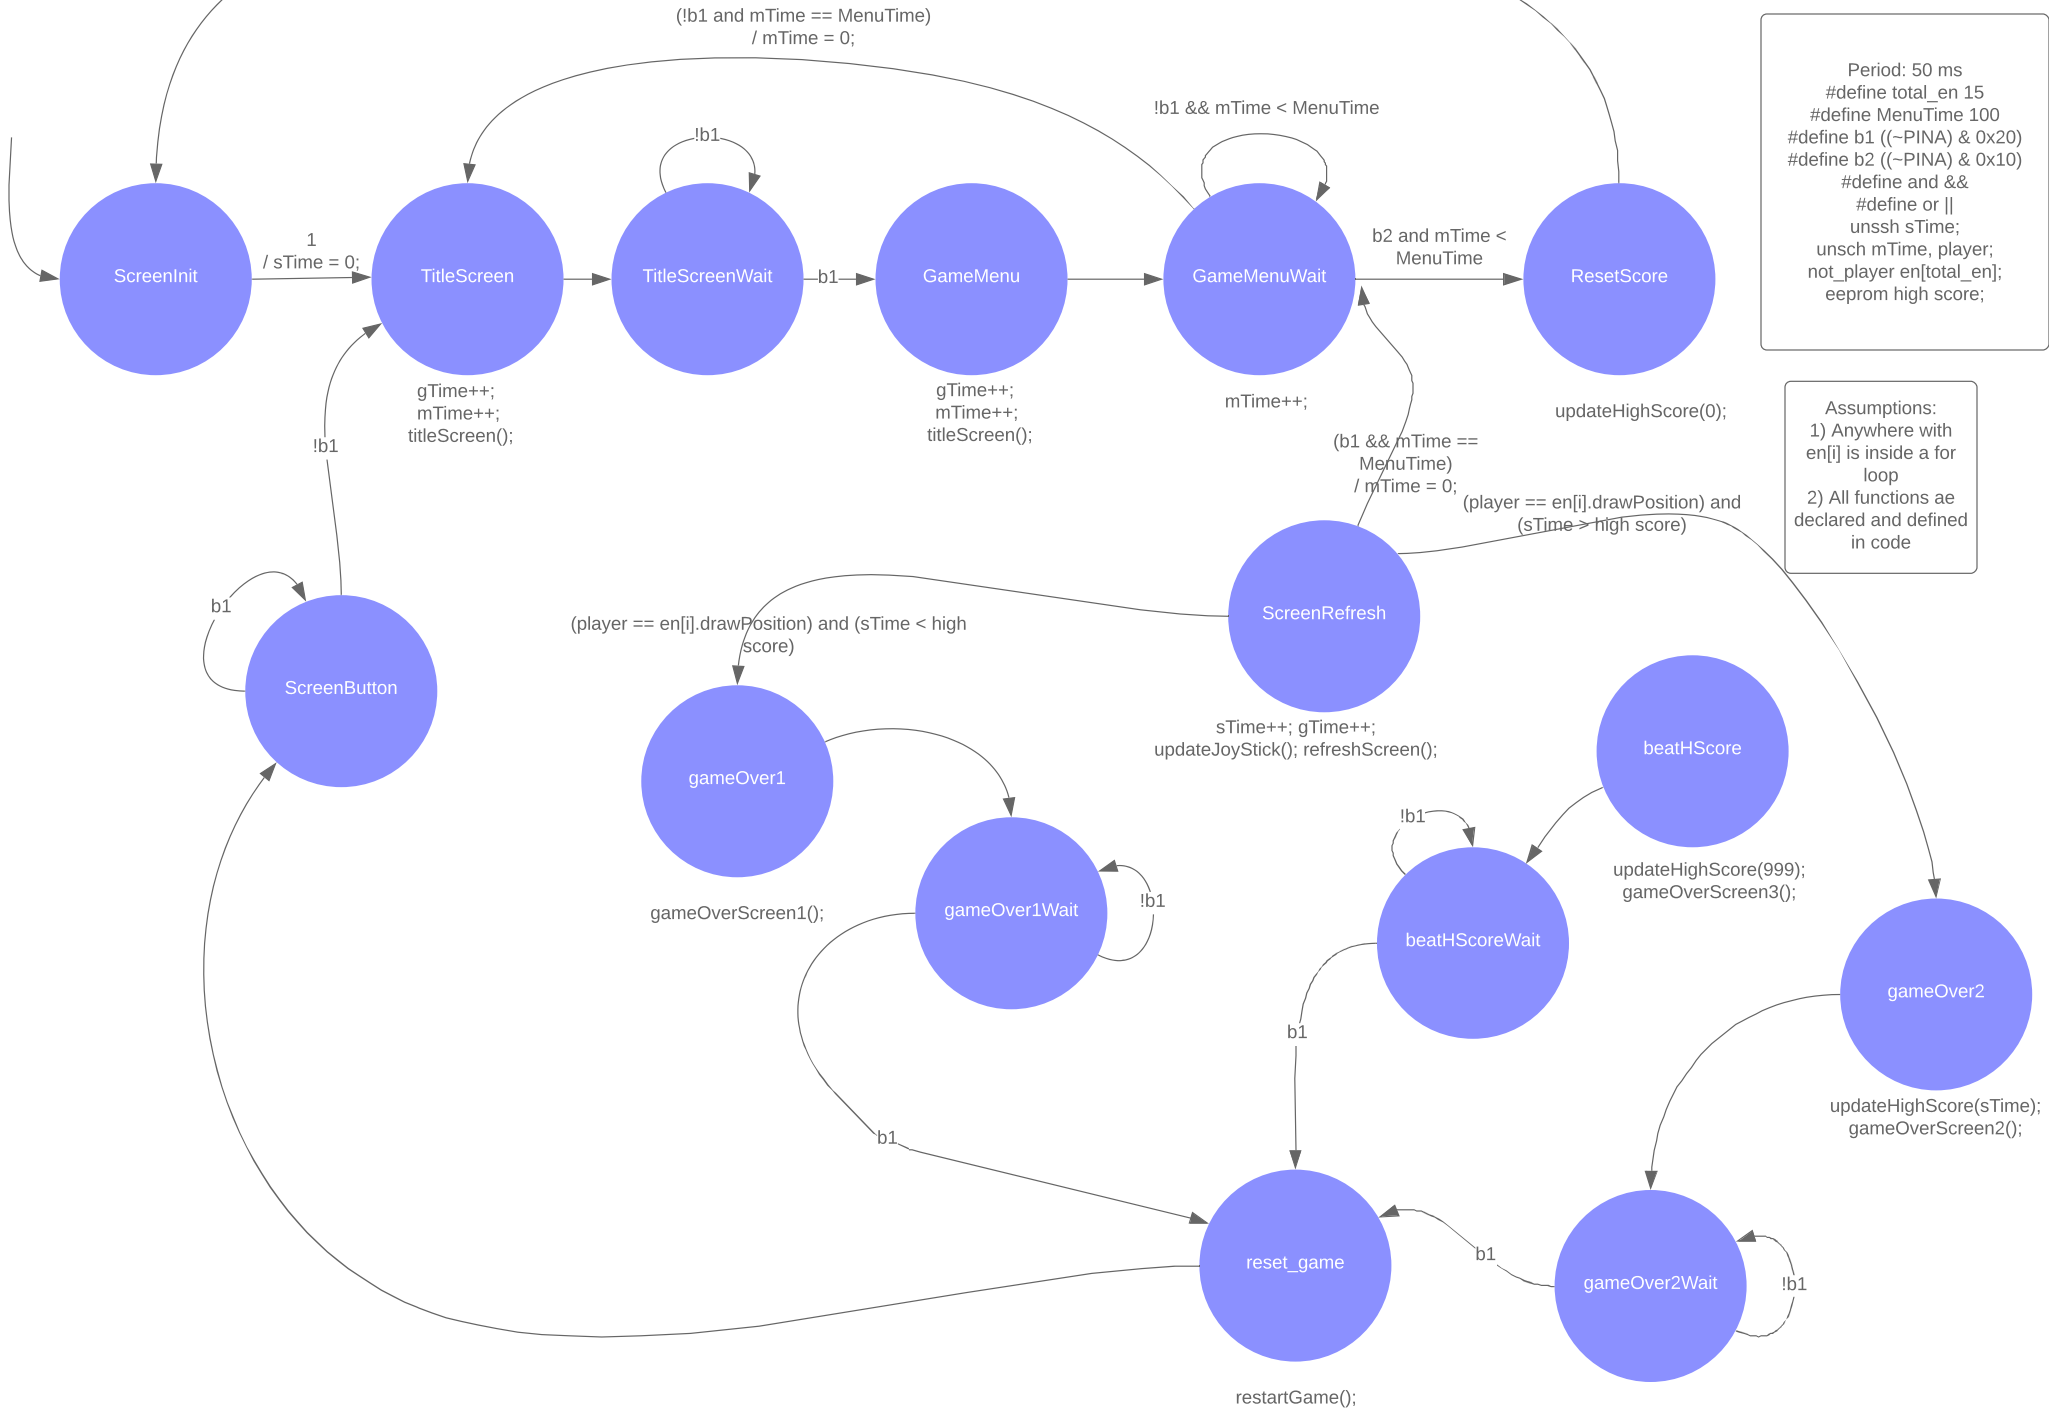 (!b1 and mTime == MenuTime)
/ mTime = 0;
!b1 && mTime < MenuTime
!b1
b2 and mTime <
MenuTime
1
/ sTime = 0;
b1
ScreenInit
TitleScreen
TitleScreenWait
GameMenu
GameMenuWait
ResetScore
gTime++;
mTime++;
titleScreen();
gTime++;
mTime++;
titleScreen();
mTime++;
updateHighScore(0);
Period: 50 ms
#define total_en 15
#define MenuTime 100
#define b1 ((~PINA) & 0x20)
#define b2 ((~PINA) & 0x10)
#define and &&
#define or ||
unssh sTime;
unsch mTime, player;
not_player en[total_en];
eeprom high score;
Assumptions:
1) Anywhere with
en[i] is inside a for
loop
2) All functions ae
declared and defined
in code
!b1
(b1 && mTime ==
MenuTime)
/ mTime = 0;
(player == en[i].drawPosition) and
(sTime > high score)
b1
(player == en[i].drawPosition) and (sTime < high
score)
ScreenRefresh
ScreenButton
sTime++; gTime++;
updateJoyStick(); refreshScreen();
gameOver1
beatHScore
gameOverScreen1();
!b1
updateHighScore(999);
gameOverScreen3();
gameOver1Wait
!b1
beatHScoreWait
gameOver2
b1
b1
updateHighScore(sTime);
gameOverScreen2();
reset_game
b1
gameOver2Wait
!b1
restartGame();